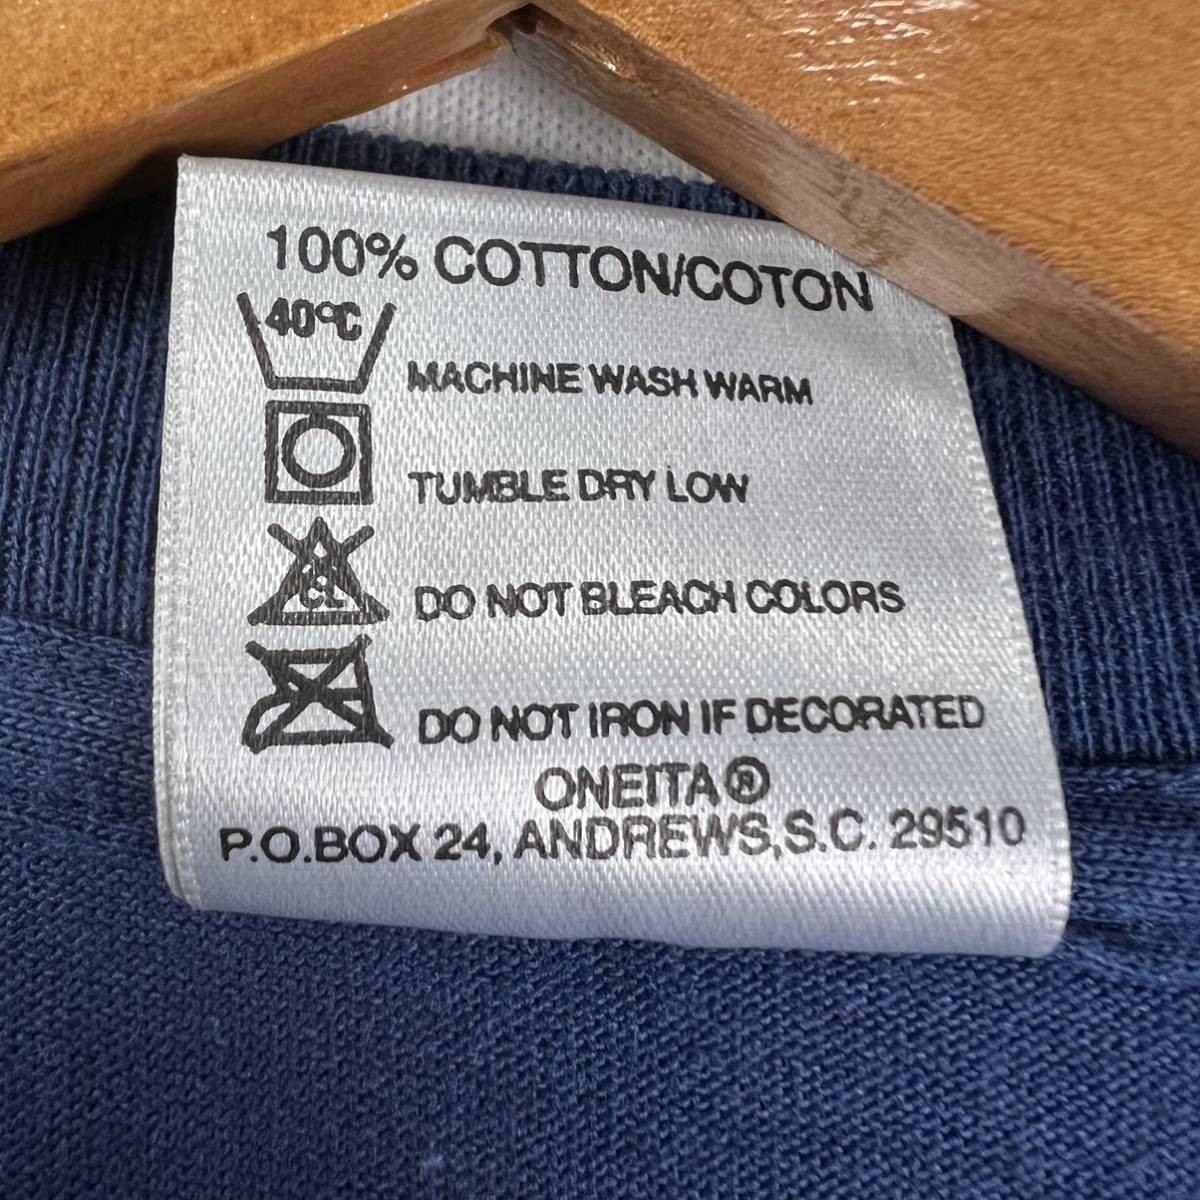 100% COTTON/COTON
40°C
MACHINE WASH WARM
TUMBLE DRY LOW
CL
DO NOT BLEACH COLORS
DO NOT IRON IF DECORATED
ONEITA®
P.O.BOX 24, ANDREWS,S.C. 29510